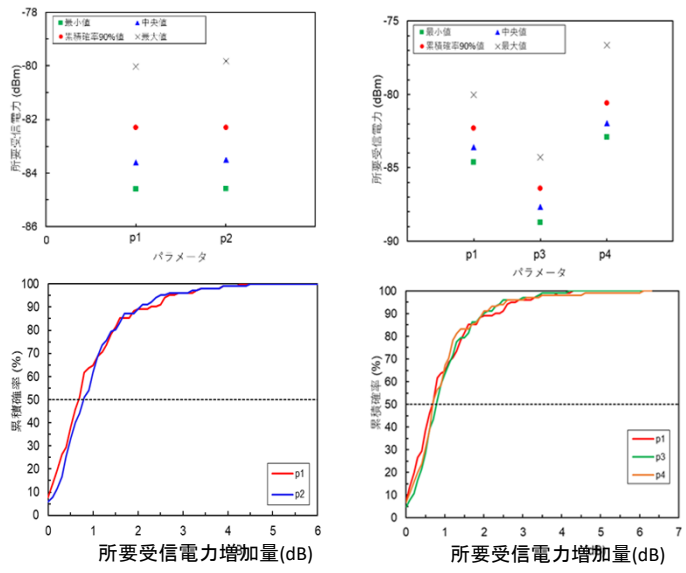 最小値 中央値
累積確率90%値 最大値
所要受信電力 (dBm)
-78
-80
-82
-84
-86
0
p1 p2
パラメータ
最小値 中央値
累積確率90%値 最大値
所要受信電力 (dBm)
-75
-80
-85
-90
p1 p3 p4
パラメータ
累積確率 (%)
100
90
80
70
60
50
40
30
20
10
0
p1
p2
0 1 2 3 4 5 6
所要受信電力増加量(dB)
累積確率 (%)
100
90
80
70
60
50
40
30
20
10
0
p1
p3
p4
0 1 2 3 4 5 6 7
所要受信電力増加量(dB)